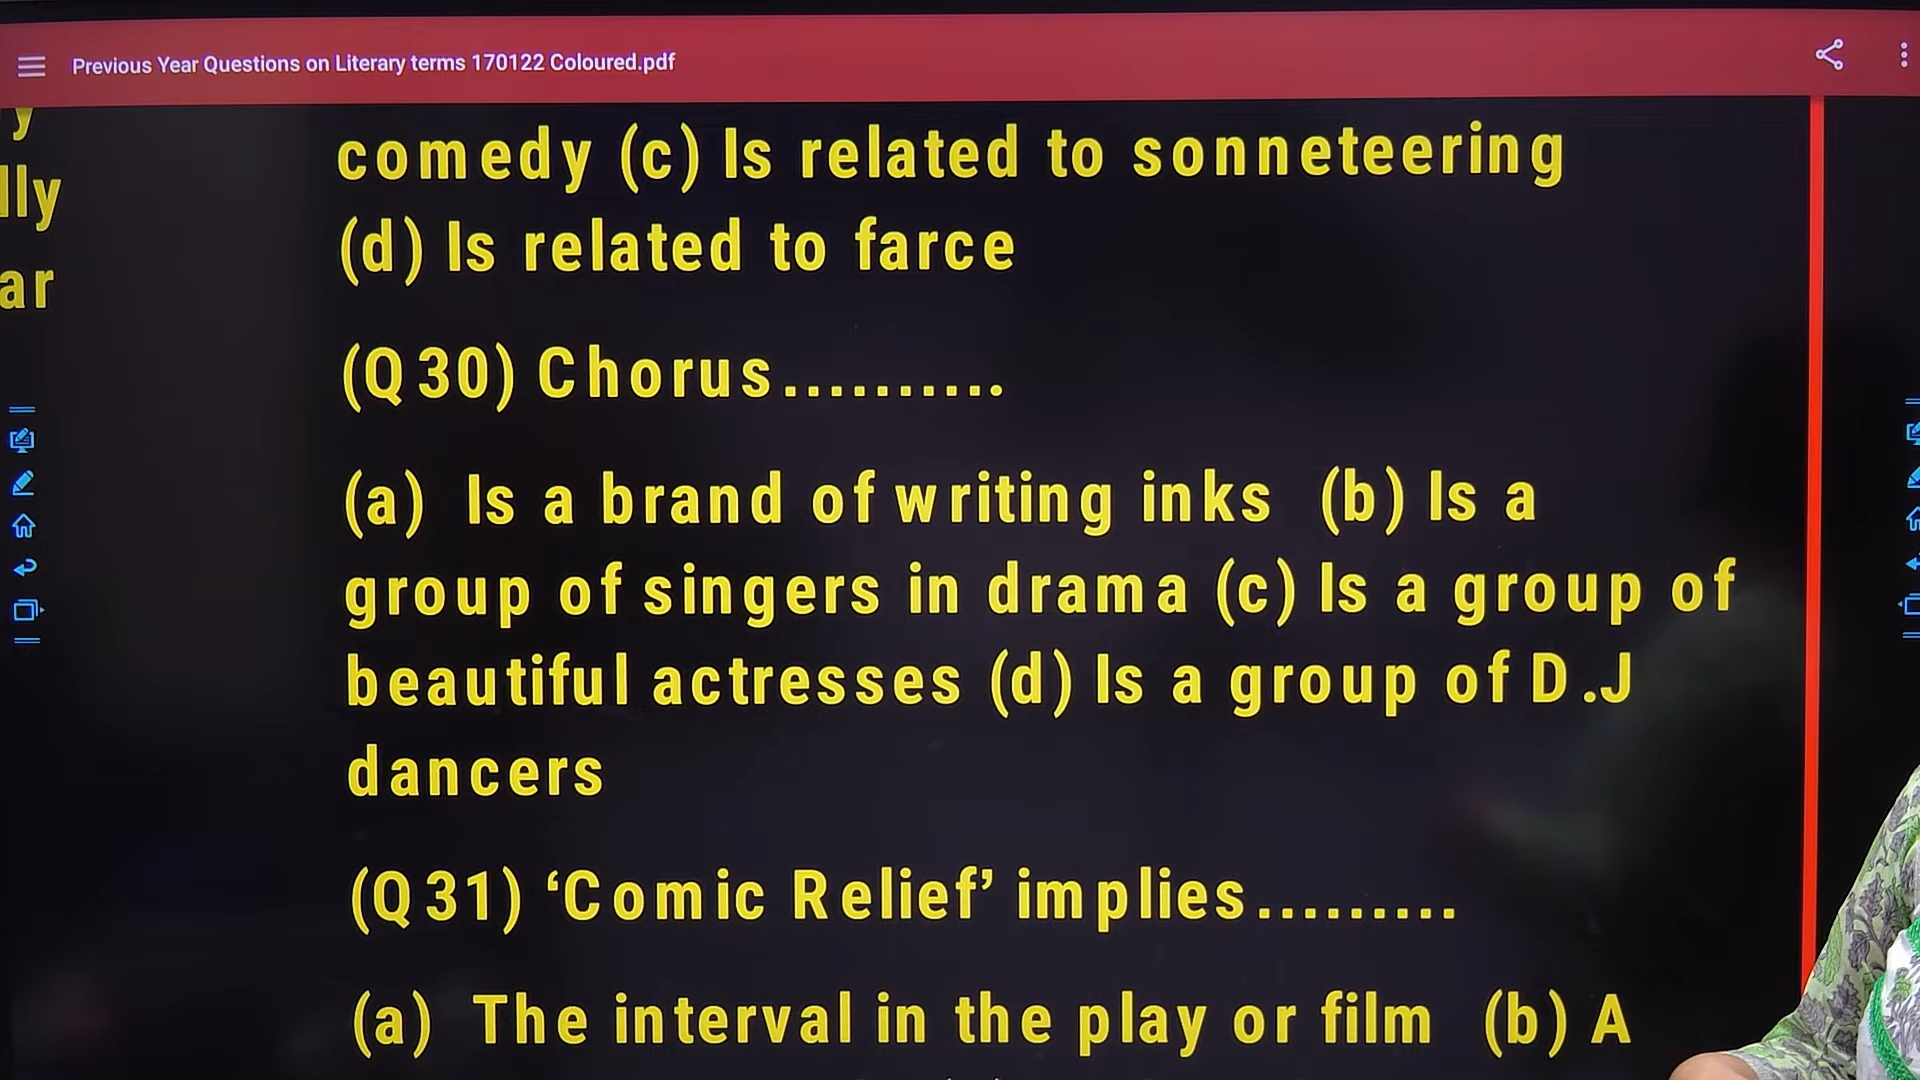 Previous Year Questions on Literary terms 170122 Coloured.pdf
y
lly
ar
comedy (c) Is related to sonneteering
(d) Is related to farce
(Q30) Chorus..........
(a) Is a brand of writing inks (b) Is a
group of singers in drama (c) Is a group of
beautiful actresses (d) Is a group of D.J
dancers
(Q31) ‘Comic Relief’ implies.........
(a) The interval in the play or film (b) A